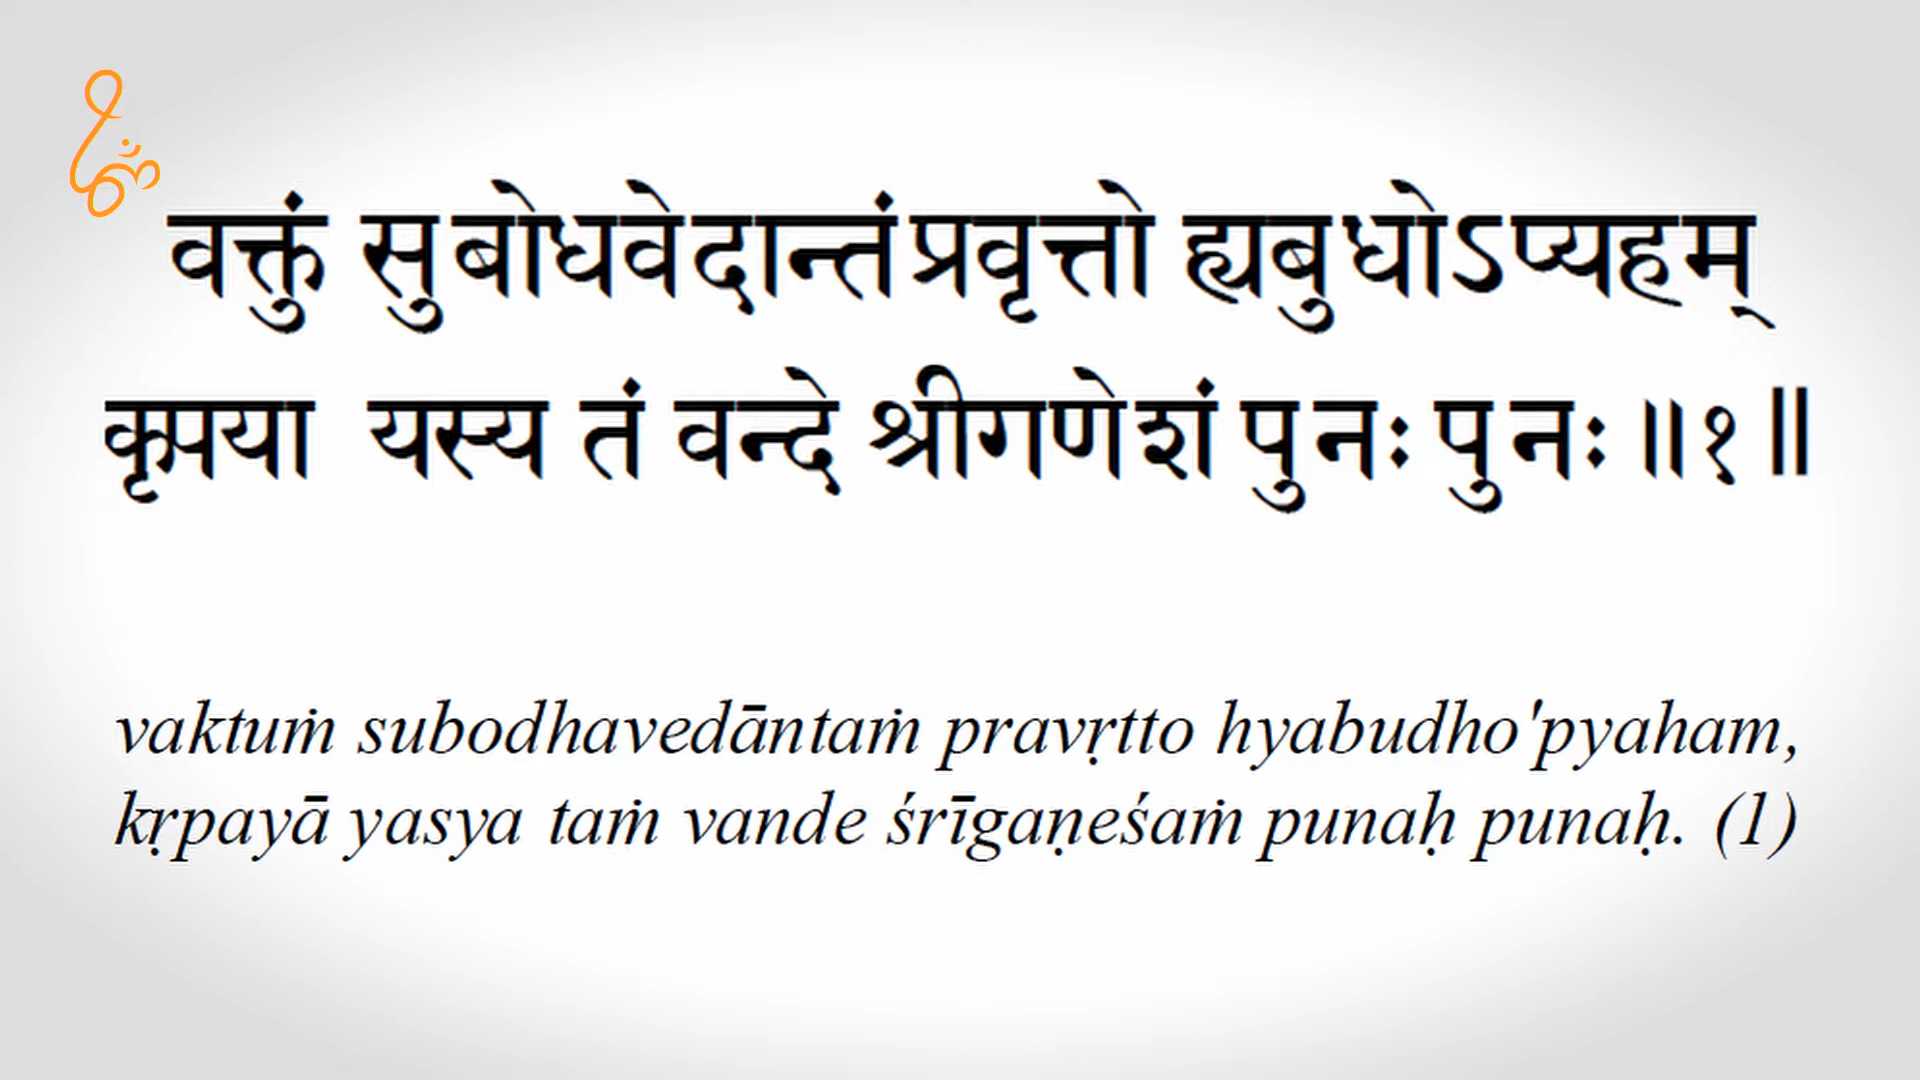 वक्तुं सुबोधवेदान्तं प्रवृत्तो ह्यबुधोऽप्यहम्
कृपया यस्य तं वन्दे श्रीगणेशं पुनः पुनः ॥१॥
vaktuṁ subodhavedāntaṁ pravṛtto hyabudho'pyaham,
kṛpayā yasya taṁ vande śrīgaṇeśaṁ punaḥ punaḥ. (1)